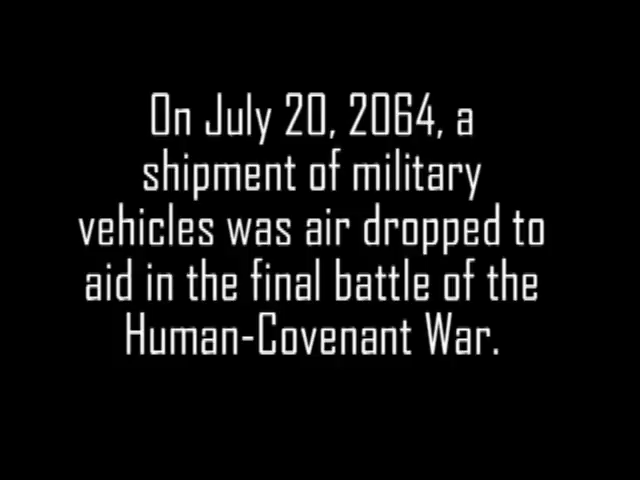 On July 20, 2064, a
shipment of military
vehicles was air dropped to
aid in the final battle of the
Human-Covenant War.